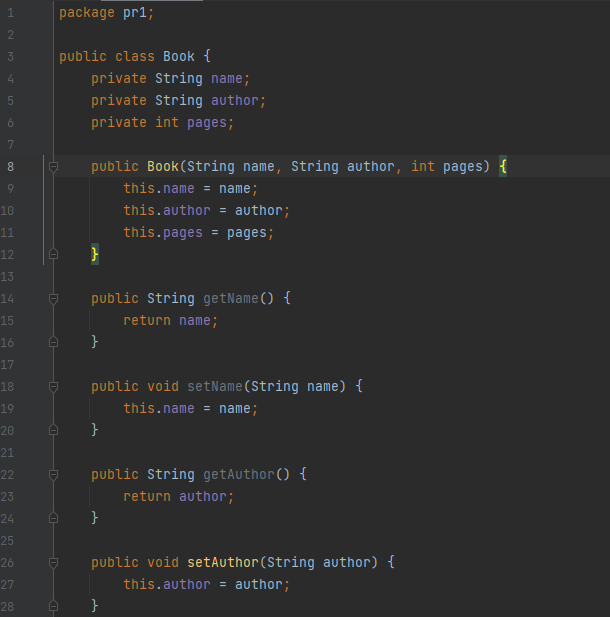 1 package pr1;
2
3 public class Book {
4     private String name;
5     private String author;
6     private int pages;
7
8     public Book(String name, String author, int pages) {
9         this.name = name;
10         this.author = author;
11         this.pages = pages;
12     }
13
14     public String getName() {
15         return name;
16     }
17
18     public void setName(String name) {
19         this.name = name;
20     }
21
22     public String getAuthor() {
23         return author;
24     }
25
26     public void setAuthor(String author) {
27         this.author = author;
28     }